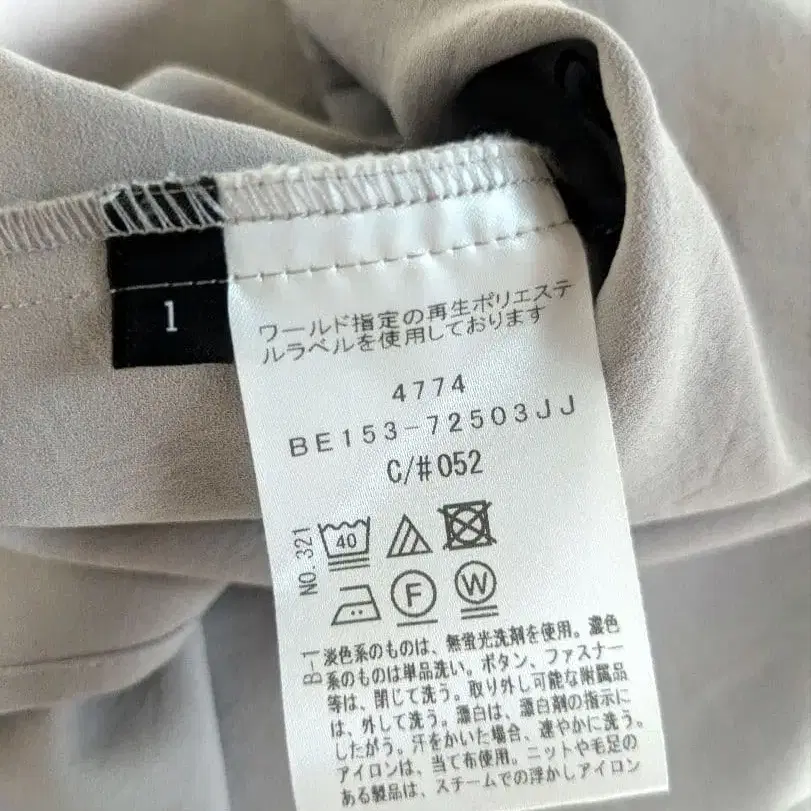 1
ワールド指定の再生ポリエステ
ルラベルを使用しております
4774
BE153-72503JJ
C/#052
NO.321
40
F
W
B-1
淡色系のものは、無蛍光洗剤を使用。濃色
系のものは単品洗い。ボタン、ファスナー
等は、閉じて洗う。取り外し可能な附属品
は、外して洗う。漂白は、漂白剤の指示に
したがう。汗をかいた場合、速やかに洗う。
アイロンは、当て布使用。ニットや毛足の
ある製品は、スチームでの浮かしアイロン